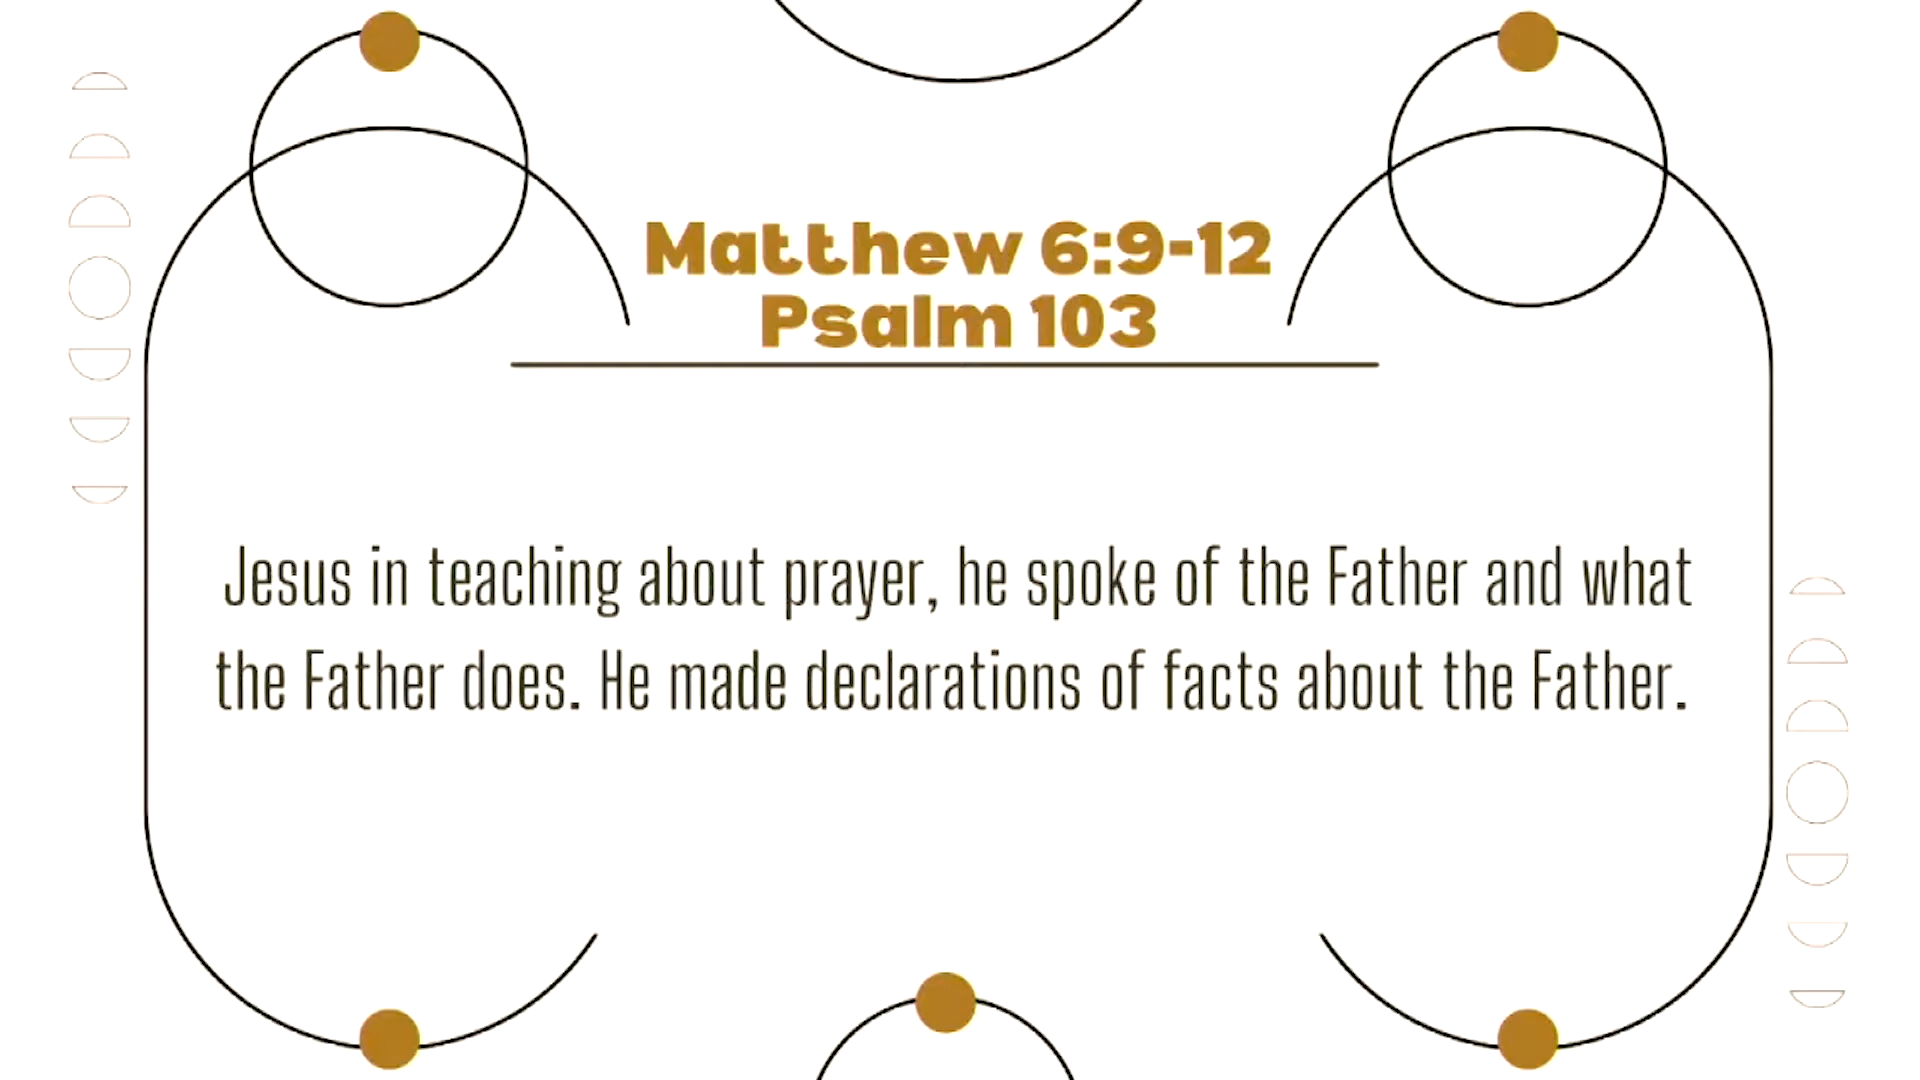 Matthew 6:9-12
Psalm 103
Jesus in teaching about prayer, he spoke of the Father and what
the Father does. He made declarations of facts about the Father.